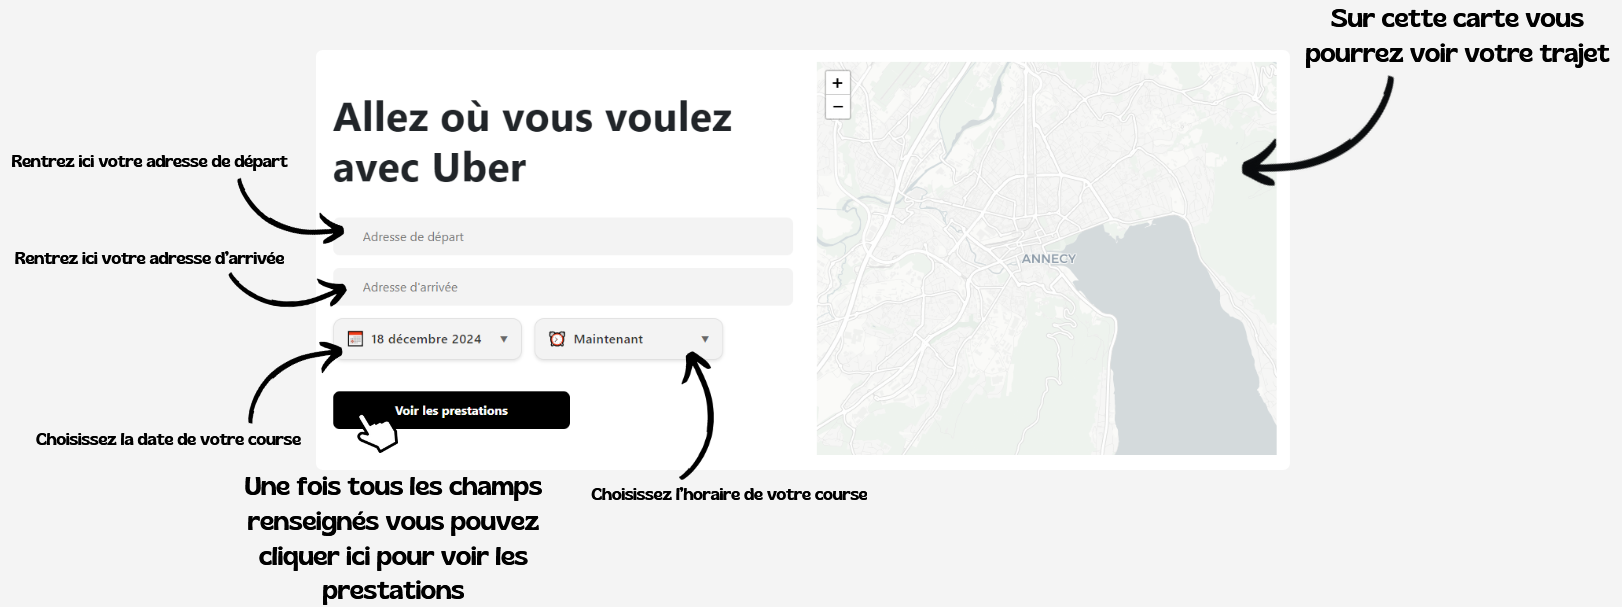 Sur cette carte vous
pourrez voir votre trajet
+
−
Allez où vous voulez
avec Uber
Rentrez ici votre adresse de départ
Adresse de départ
Rentrez ici votre adresse d'arrivée
Adresse d'arrivée
ANNECY
18 décembre 2024
Maintenant
Voir les prestations
Choisissez la date de votre course
Une fois tous les champs
renseignés vous pouvez
cliquer ici pour voir les
prestations
Choisissez l'horaire de votre course